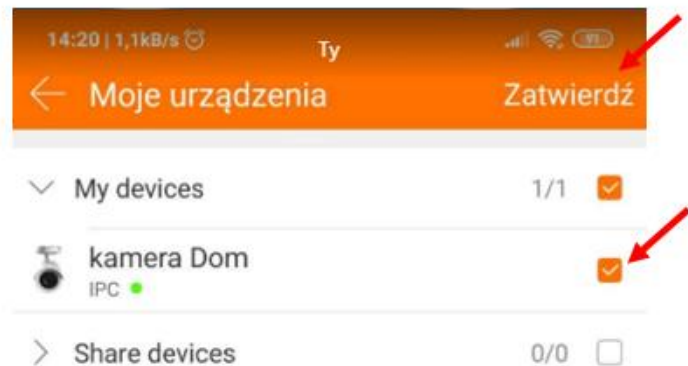 14:20 | 1,1kB/s
Ty
Moje urządzenia
Zatwierdź
My devices
1/1
kamera Dom
IPC
Share devices
0/0